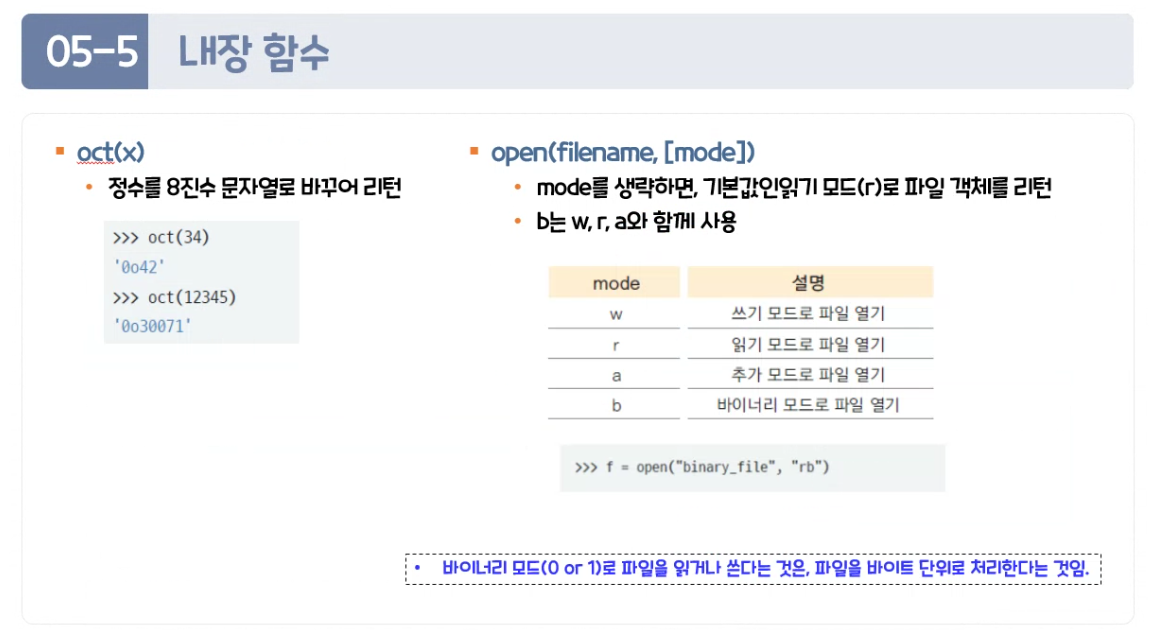 05-5 내장 함수
oct(x)
정수를 8진수 문자열로 바꾸어 리턴
>>> oct(34)
'0o42'
>>> oct(12345)
'0o30071'
open(filename, [mode])
mode를 생략하면, 기본값인읽기 모드(r)로 파일 객체를 리턴
b는 w, r, a와 함께 사용
mode 설명
w 쓰기 모드로 파일 열기
r 읽기 모드로 파일 열기
a 추가 모드로 파일 열기
b 바이너리 모드로 파일 열기
>>> f = open("binary_file", "rb")
바이너리 모드(0 or 1)로 파일을 읽거나 쓴다는 것은, 파일을 바이트 단위로 처리한다는 것임.